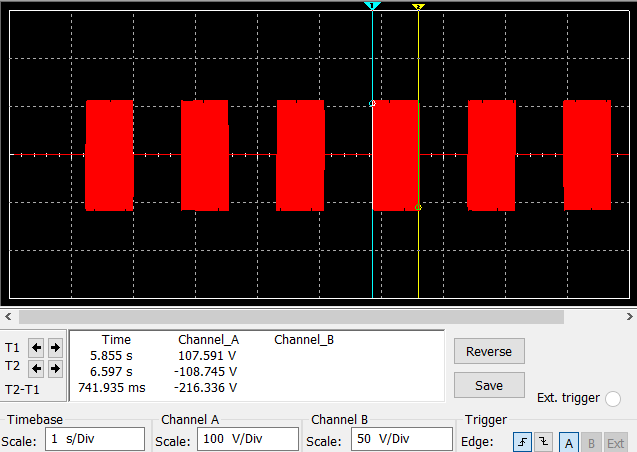 1 2
Time Channel_A Channel_B
T1 5.855 s 107.591 V
T2 6.597 s -108.745 V
T2-T1 741.935 ms -216.336 V
Reverse
Save
Ext. trigger
Timebase Channel A Channel B Trigger
Scale: 1 s/Div Scale: 100 V/Div Scale: 50 V/Div Edge: A B Ext